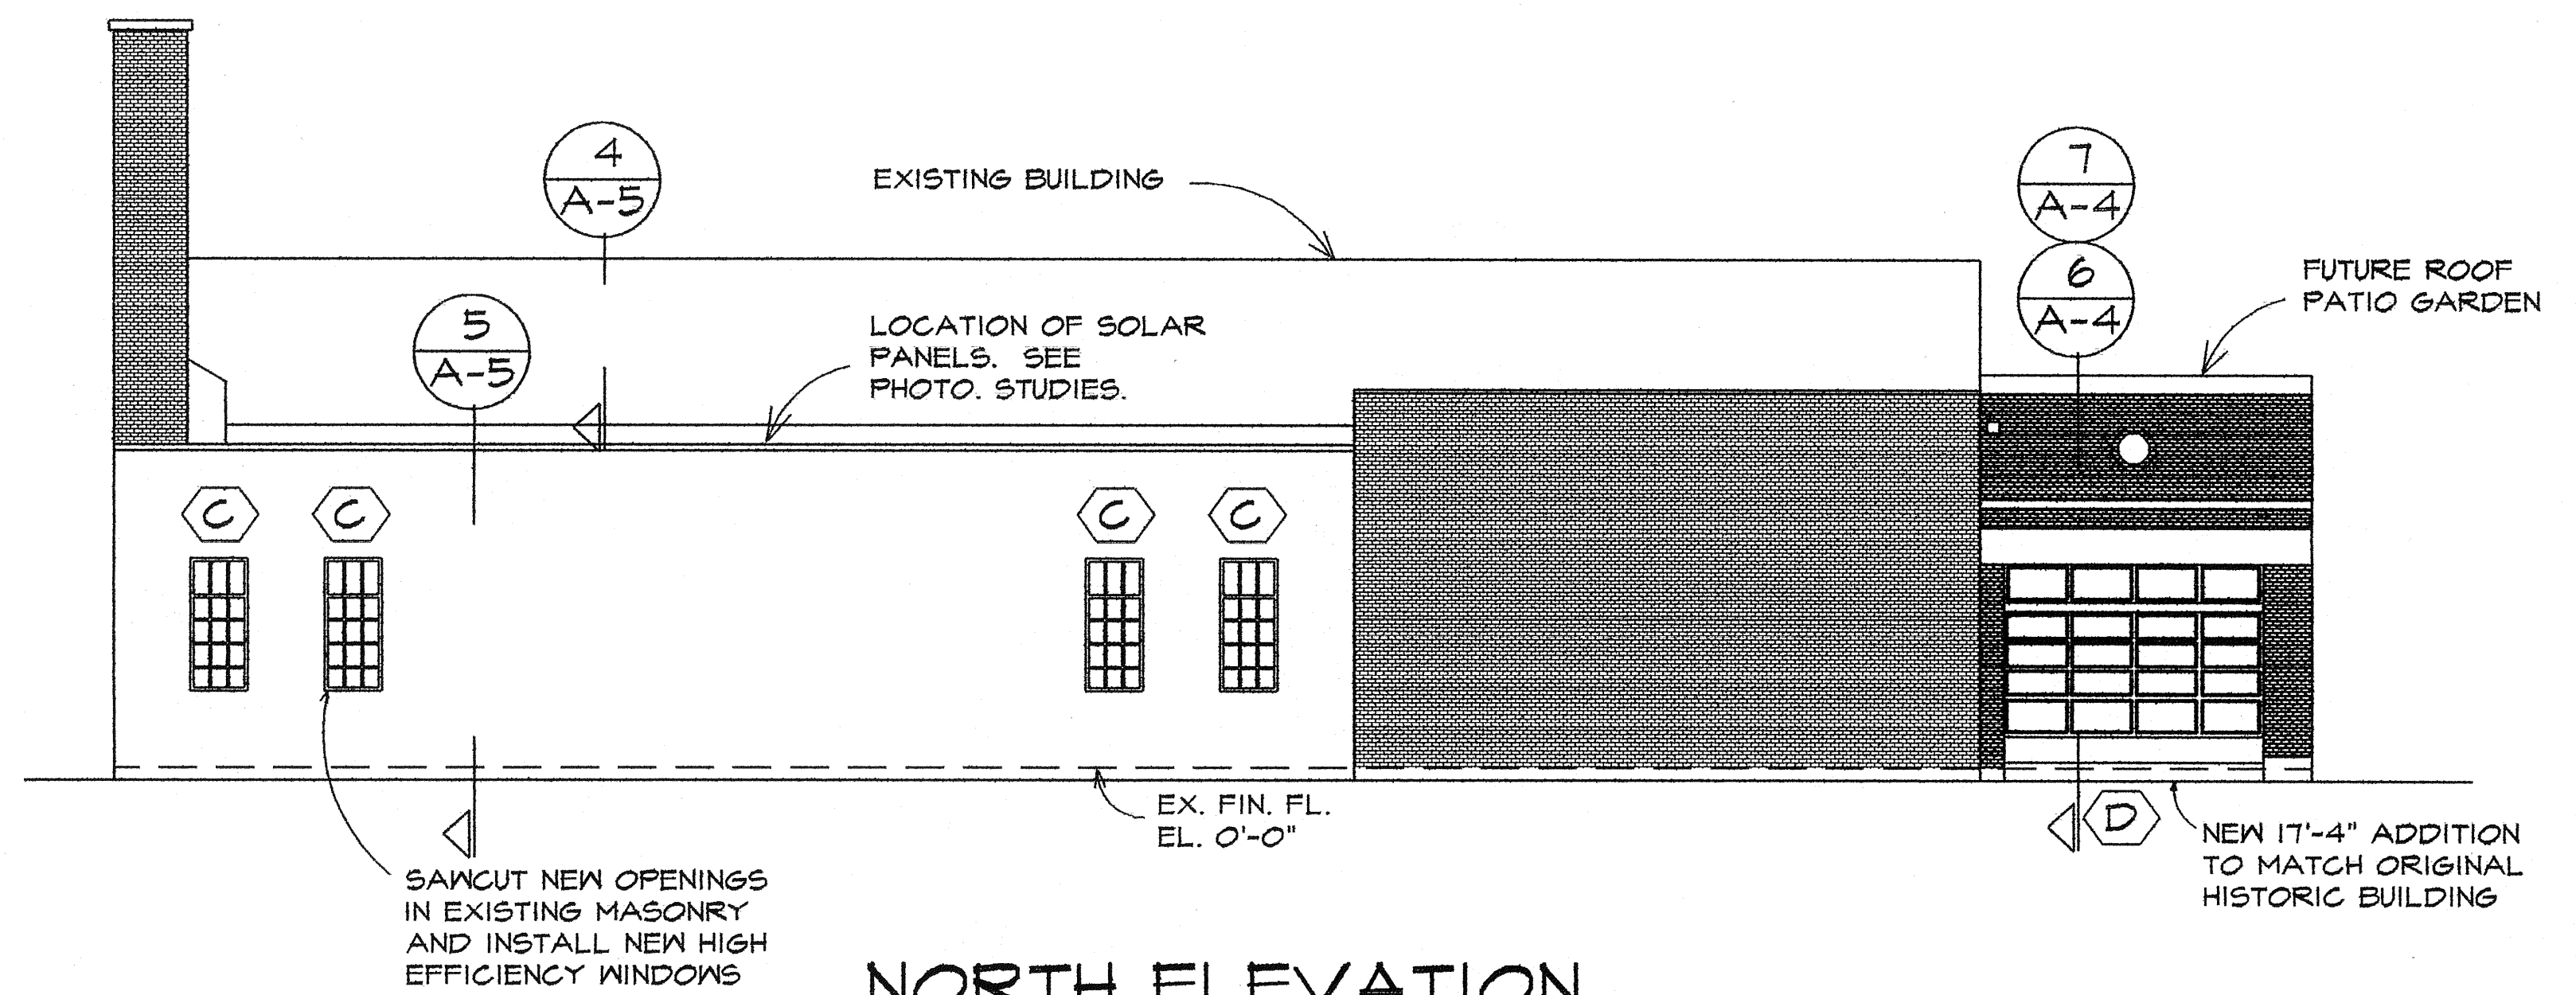 4
A-5
EXISTING BUILDING
7
A-4
6
A-4
FUTURE ROOF
PATIO GARDEN
5
A-5
LOCATION OF SOLAR
PANELS. SEE
PHOTO. STUDIES.
C
C
C
C
EX. FIN. FL.
EL. 0'-0"
D
NEW 17'-4" ADDITION
TO MATCH ORIGINAL
HISTORIC BUILDING
SAWCUT NEW OPENINGS
IN EXISTING MASONRY
AND INSTALL NEW HIGH
EFFICIENCY WINDOWS
NORTH ELEVATION